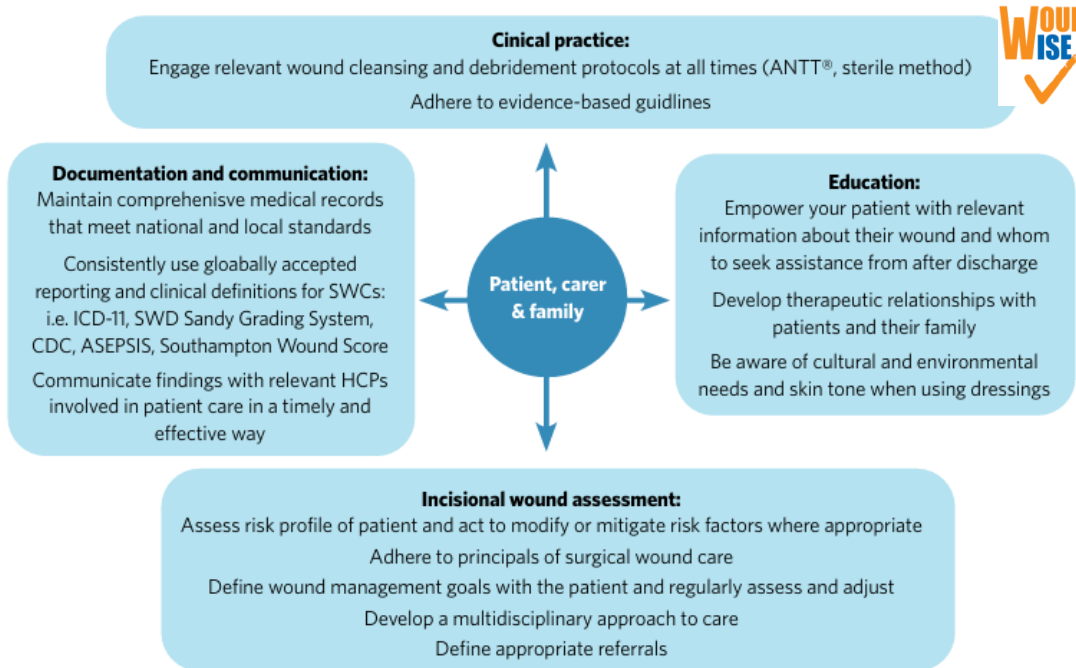 Cinical practice:
Engage relevant wound cleansing and debridement protocols at all times (ANTT®, sterile method)
Adhere to evidence-based guidlines
WOU
WISE
Documentation and communication:
Maintain comprehenisve medical records
that meet national and local standards
Consistently use gloabally accepted
reporting and clinical definitions for SWCs:
i.e. ICD-11, SWD Sandy Grading System,
CDC, ASEPSIS, Southampton Wound Score
Communicate findings with relevant HCPs
involved in patient care in a timely and
effective way
Patient, carer
& family
Education:
Empower your patient with relevant
information about their wound and whom
to seek assistance from after discharge
Develop therapeutic relationships with
patients and their family
Be aware of cultural and environmental
needs and skin tone when using dressings
Incisional wound assessment:
Assess risk profile of patient and act to modify or mitigate risk factors where appropriate
Adhere to principals of surgical wound care
Define wound management goals with the patient and regularly assess and adjust
Develop a multidisciplinary approach to care
Define appropriate referrals